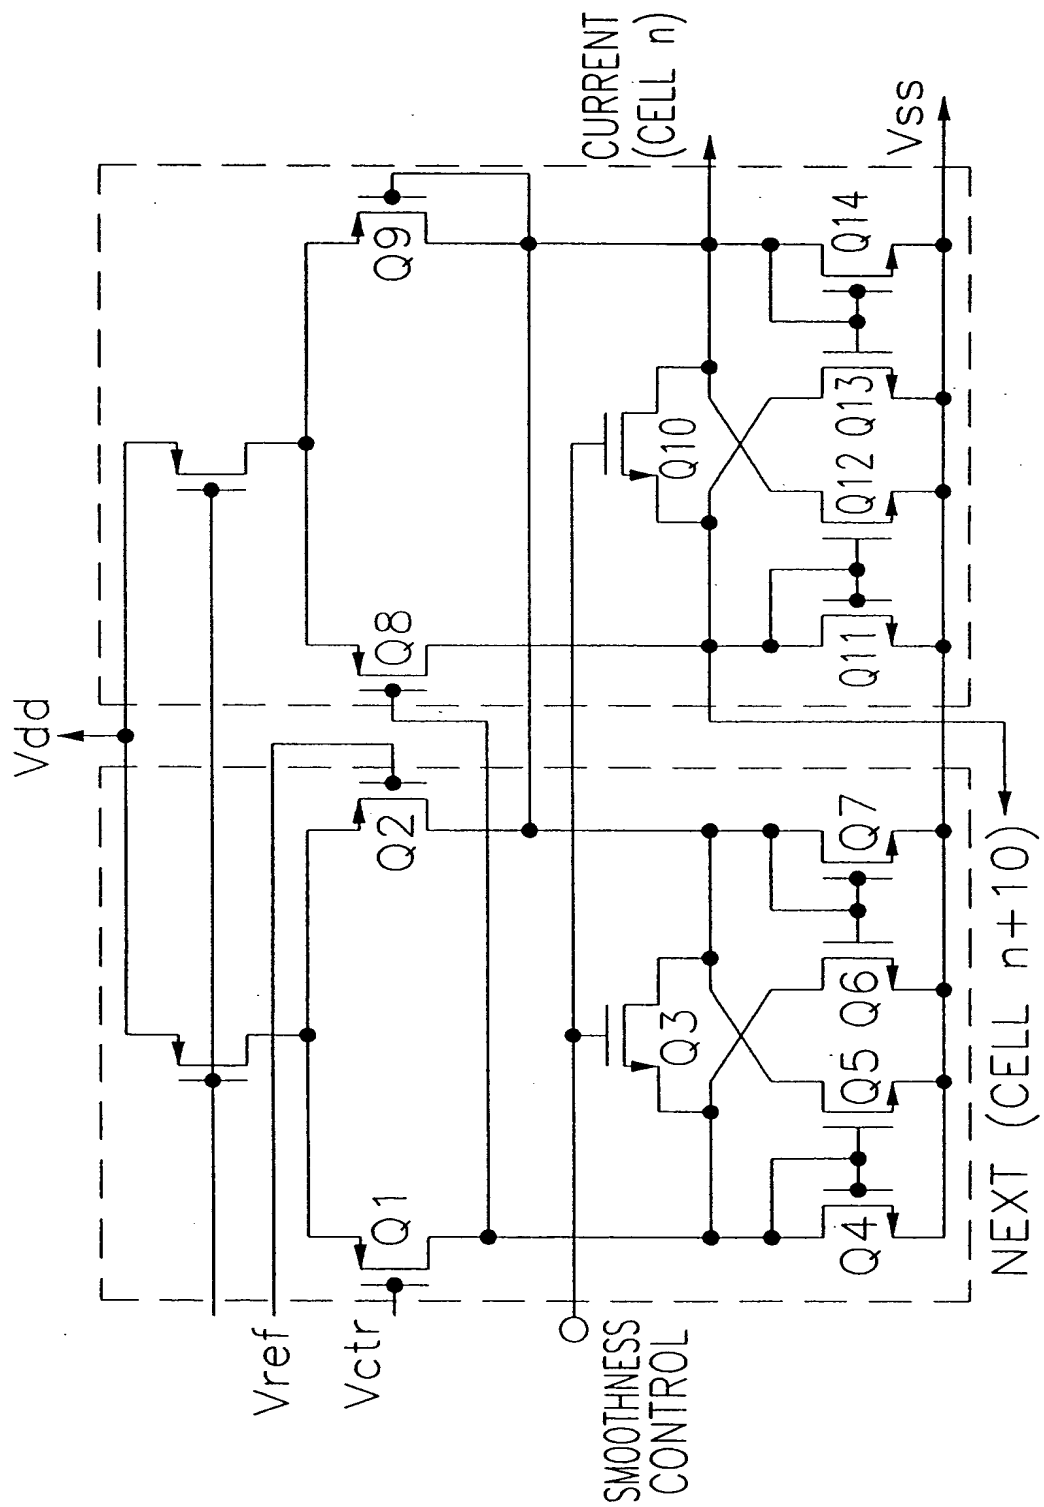 Vdd
Vref
Vctr
SMOOTHNESS
CONTROL
Q1
Q2
Q3
Q4
Q5
Q6
Q7
Q8
Q9
Q10
Q11
Q12
Q13
Q14
CURRENT
(CELL n)
Vss
NEXT (CELL n+10)